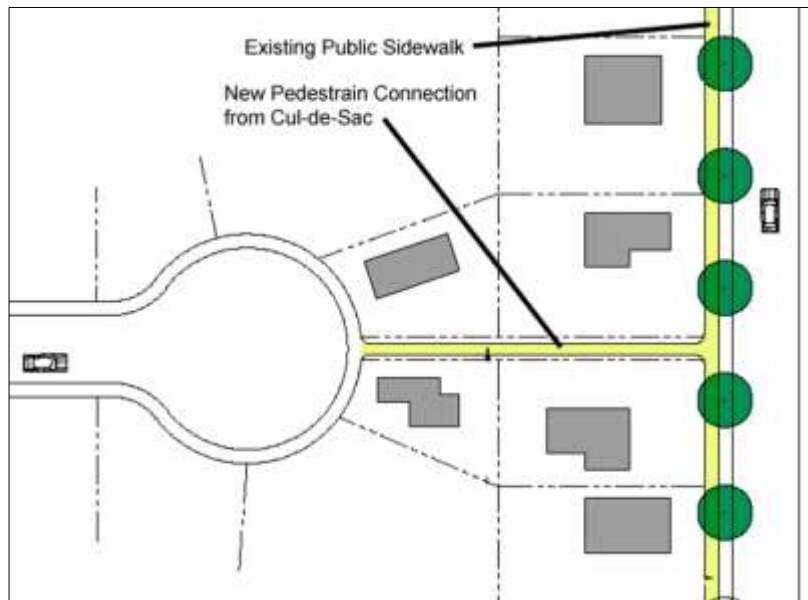 Existing Public Sidewalk
New Pedestrain Connection
from Cul-de-Sac